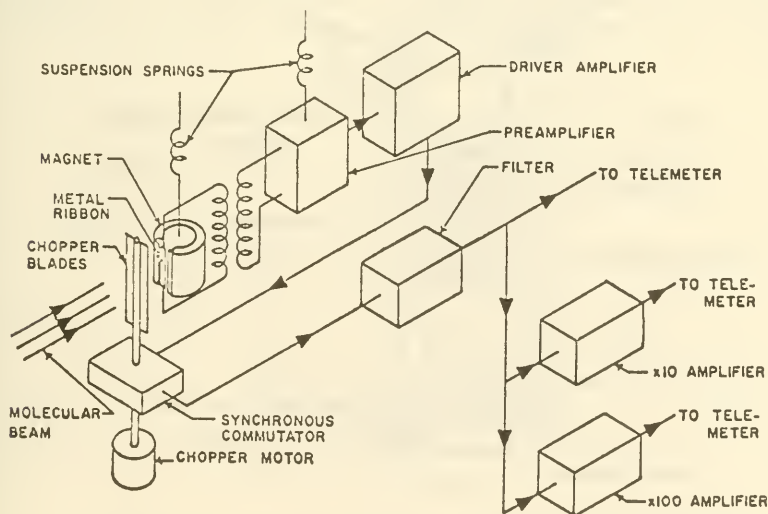 SUSPENSION SPRINGS
DRIVER AMPLIFIER
PREAMPLIFIER
MAGNET
FILTER
TO TELEMETER
METAL
RIBBON
CHOPPER
BLADES
TO TELE-
METER
x10 AMPLIFIER
MOLECULAR
BEAM
SYNCHRONOUS
COMMUTATOR
TO TELE-
METER
CHOPPER MOTOR
x100 AMPLIFIER